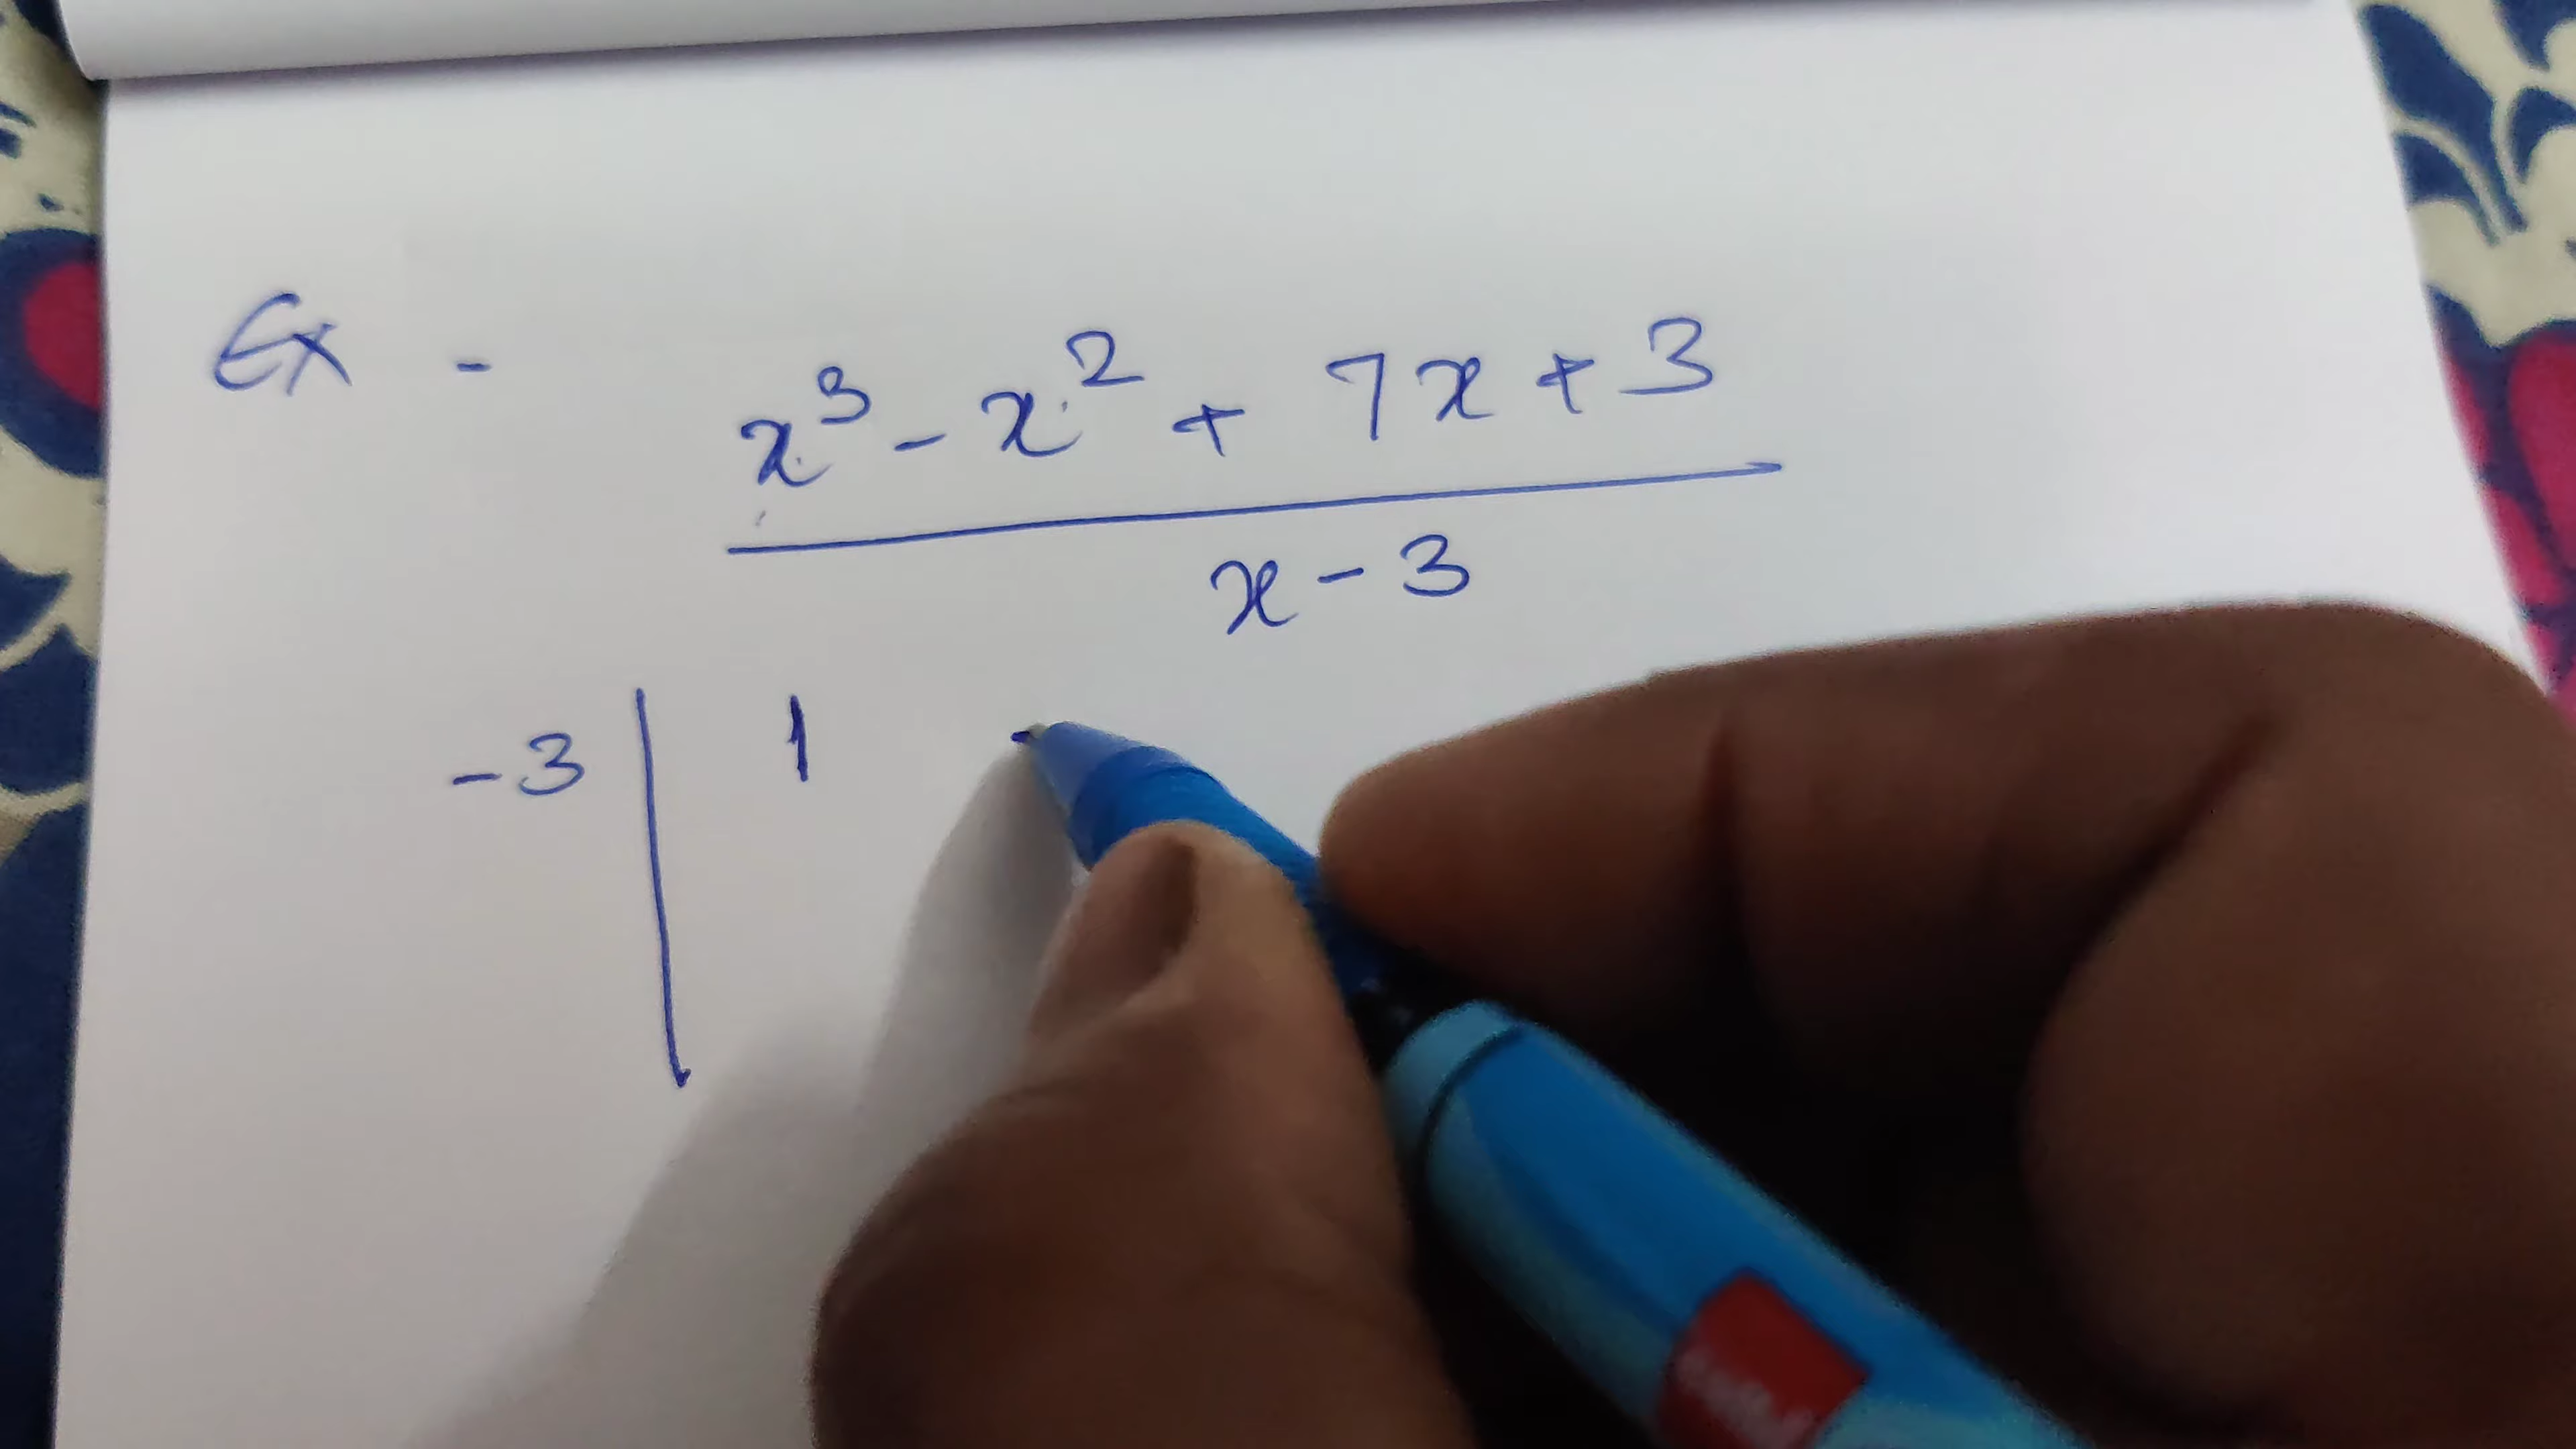 Ex - x³ - x² + 7x + 3
x - 3
-3 | 1 -